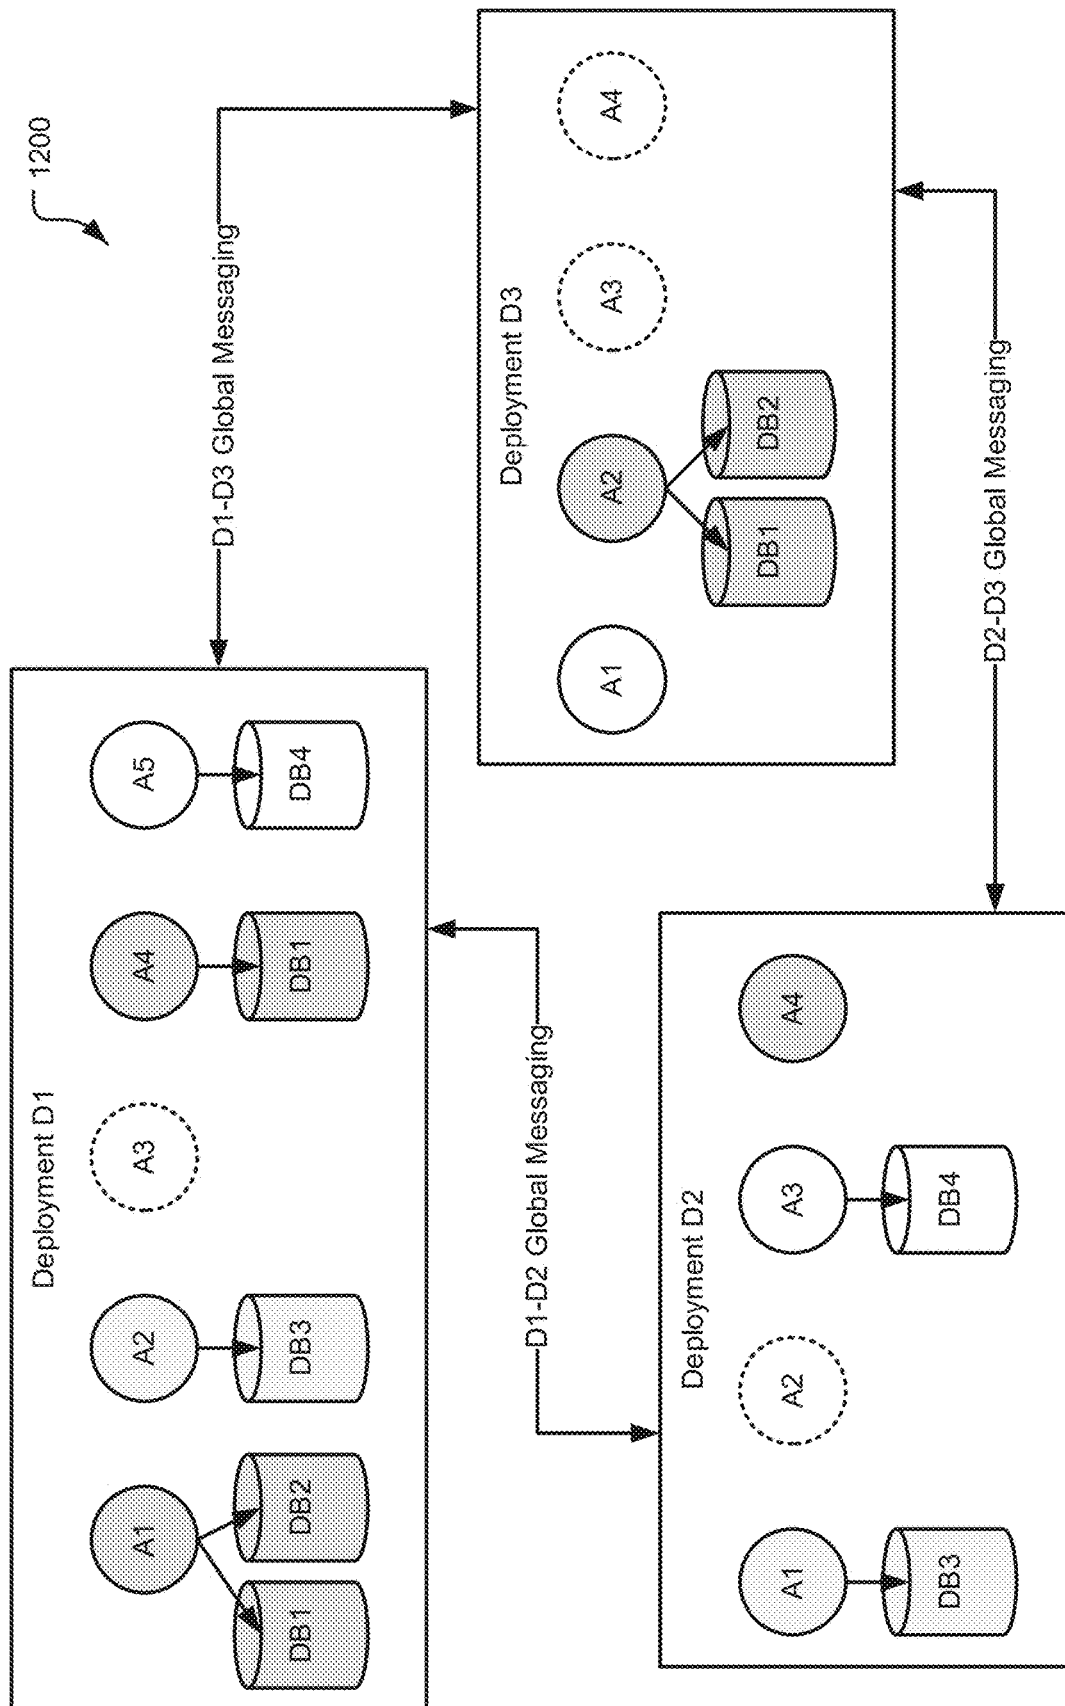 1200
Deployment D1
A1
A2
A3
A4
A5
DB1
DB2
DB3
DB1
DB4
D1-D3 Global Messaging
D1-D2 Global Messaging
Deployment D3
A1
A2
A3
A4
DB1
DB2
Deployment D2
A1
A2
A3
A4
DB3
DB4
D2-D3 Global Messaging